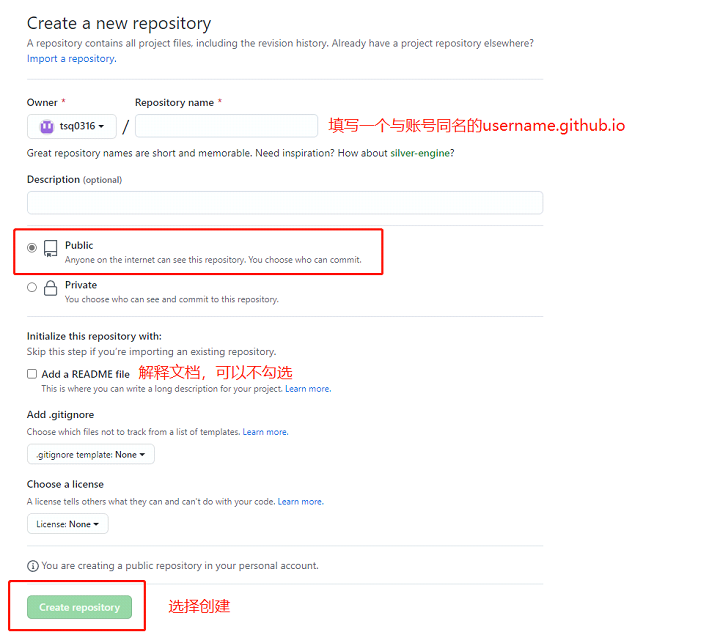 Create a new repository
A repository contains all project files, including the revision history. Already have a project repository elsewhere?
Import a repository.
Owner * Repository name *
tsq0316 / 填写一个与账号同名的username.github.io
Great repository names are short and memorable. Need inspiration? How about silver-engine?
Description (optional)
Public
Anyone on the internet can see this repository. You choose who can commit.
Private
You choose who can see and commit to this repository.
Initialize this repository with:
Skip this step if you're importing an existing repository.
Add a README file 解释文档，可以不勾选
This is where you can write a long description for your project. Learn more.
Add .gitignore
Choose which files not to track from a list of templates. Learn more.
.gitignore template: None
Choose a license
A license tells others what they can and can't do with your code. Learn more.
License: None
You are creating a public repository in your personal account.
Create repository 选择创建